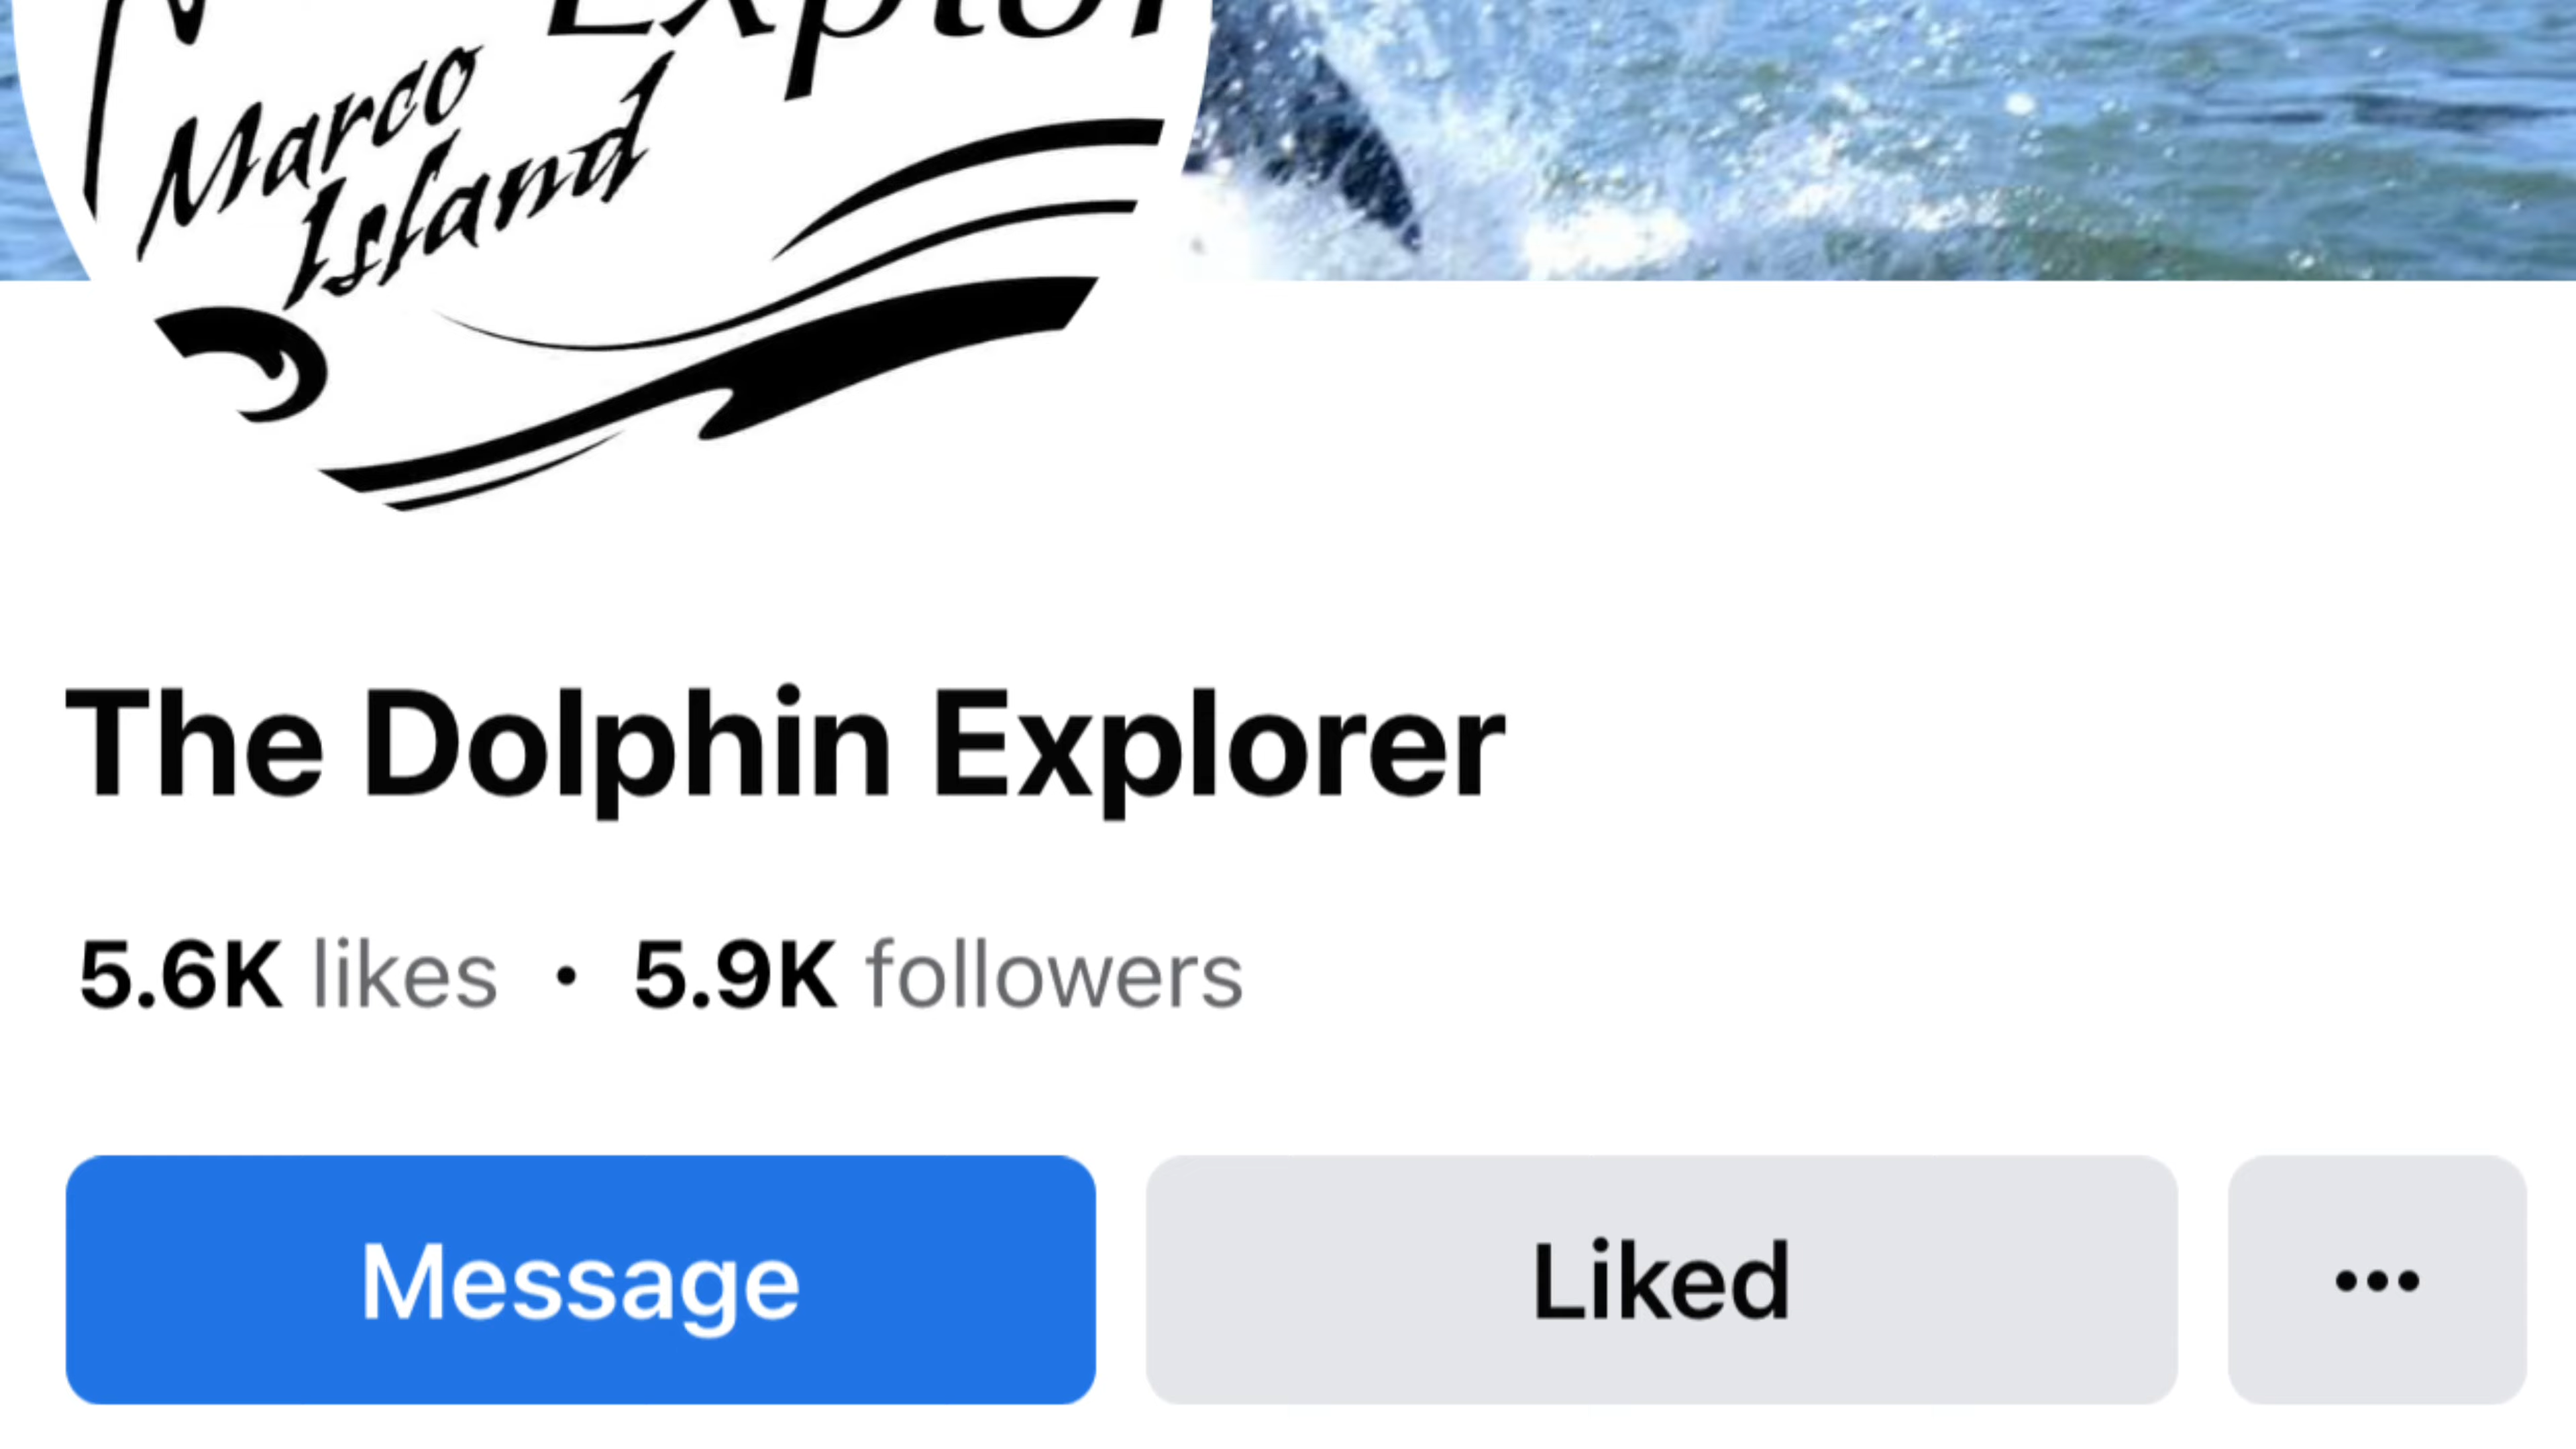 Marco
Island
The Dolphin Explorer
5.6K likes · 5.9K followers
Message
Liked